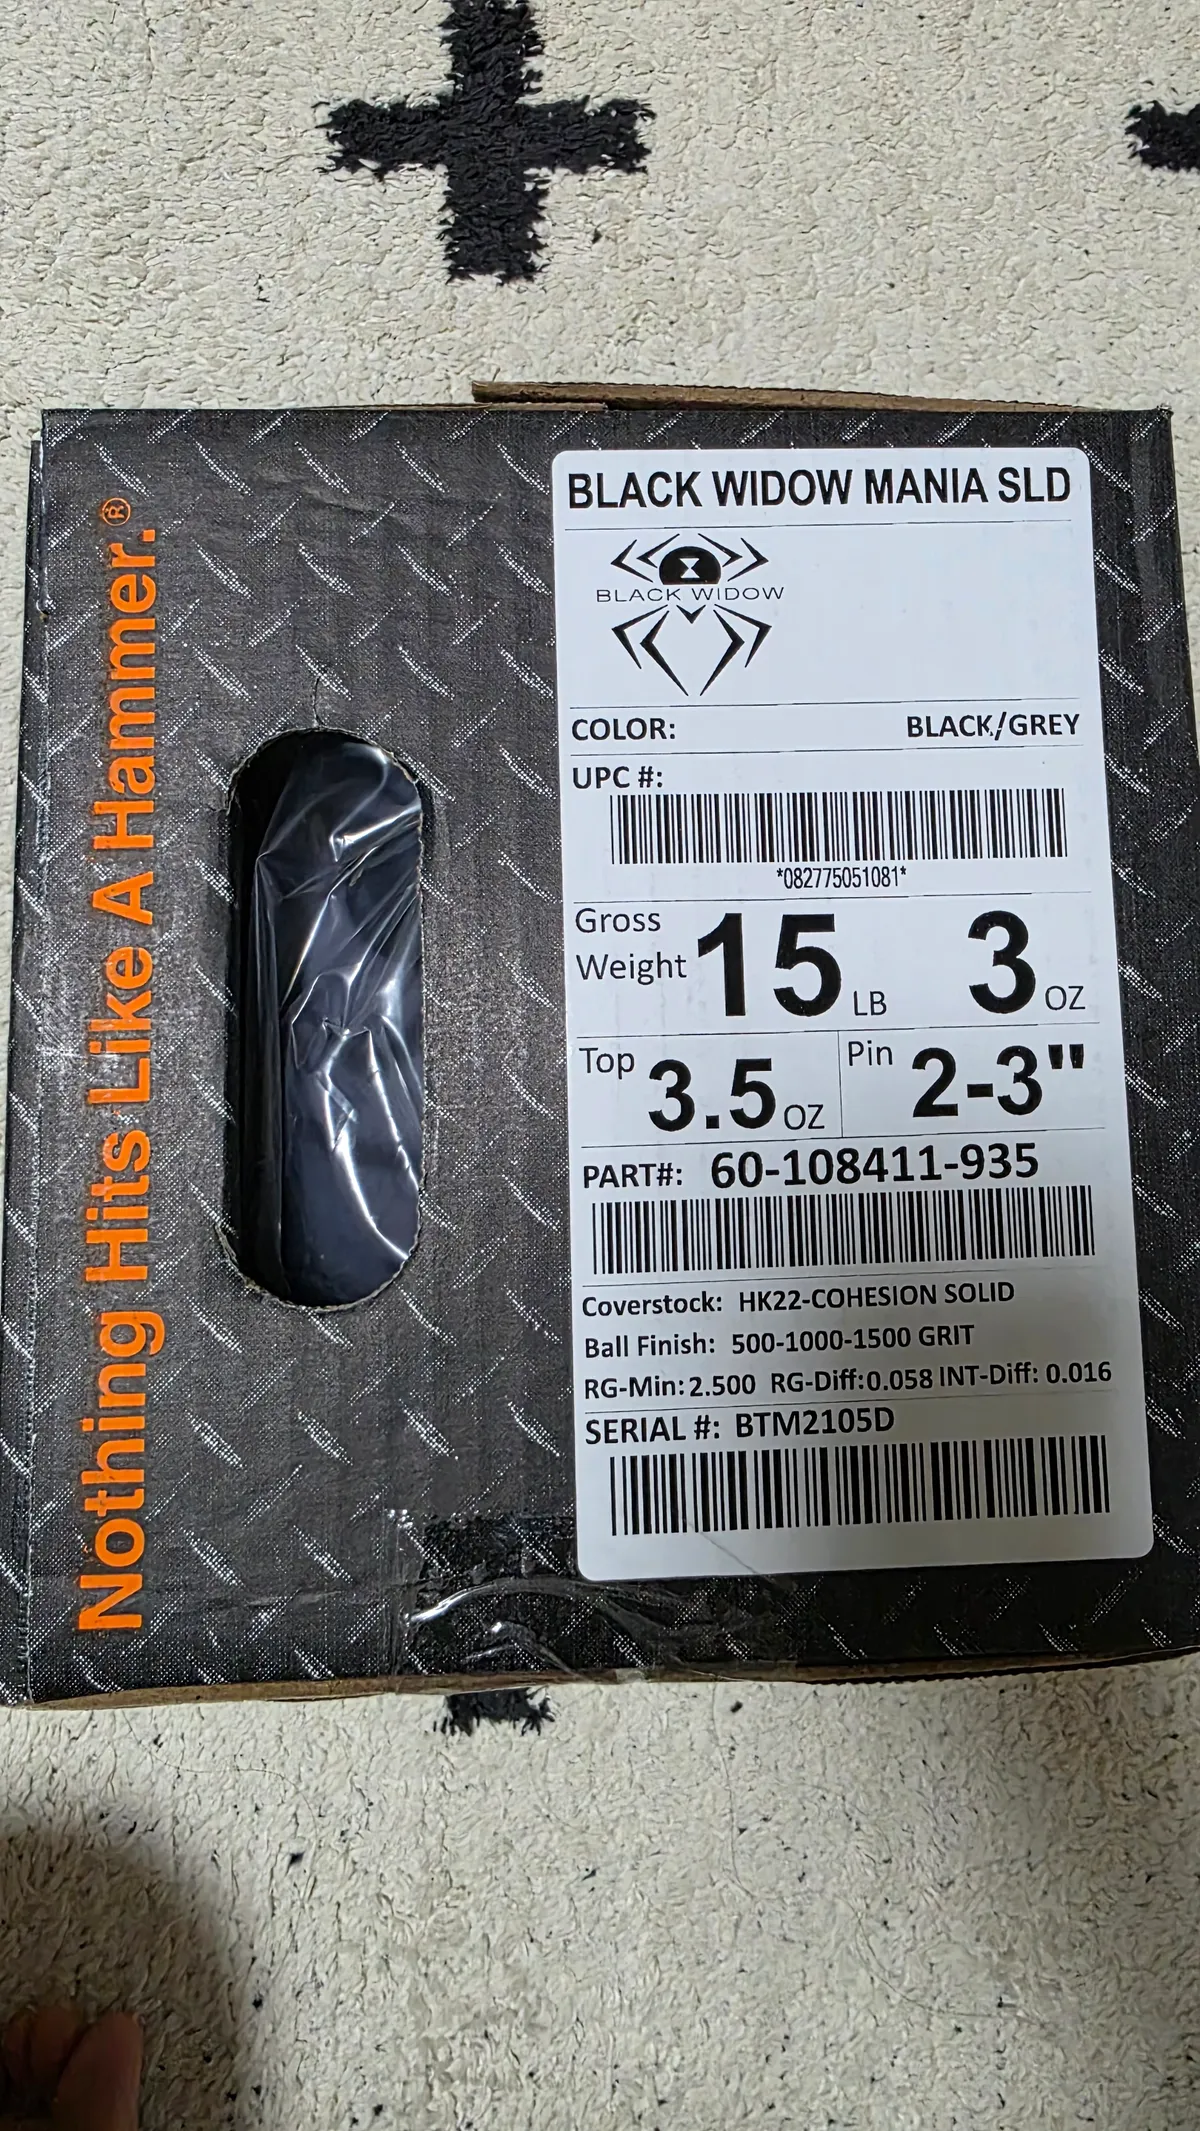 Nothing Hits Like A Hammer.®
BLACK WIDOW MANIA SLD
BLACK WIDOW
COLOR: BLACK/GREY
UPC #:
*082775051081*
Gross Weight 15 LB 3 OZ
Top 3.5 OZ Pin 2-3"
PART#: 60-108411-935
Coverstock: HK22-COHESION SOLID
Ball Finish: 500-1000-1500 GRIT
RG-Min: 2.500 RG-Diff:0.058 INT-Diff: 0.016
SERIAL #: BTM2105D